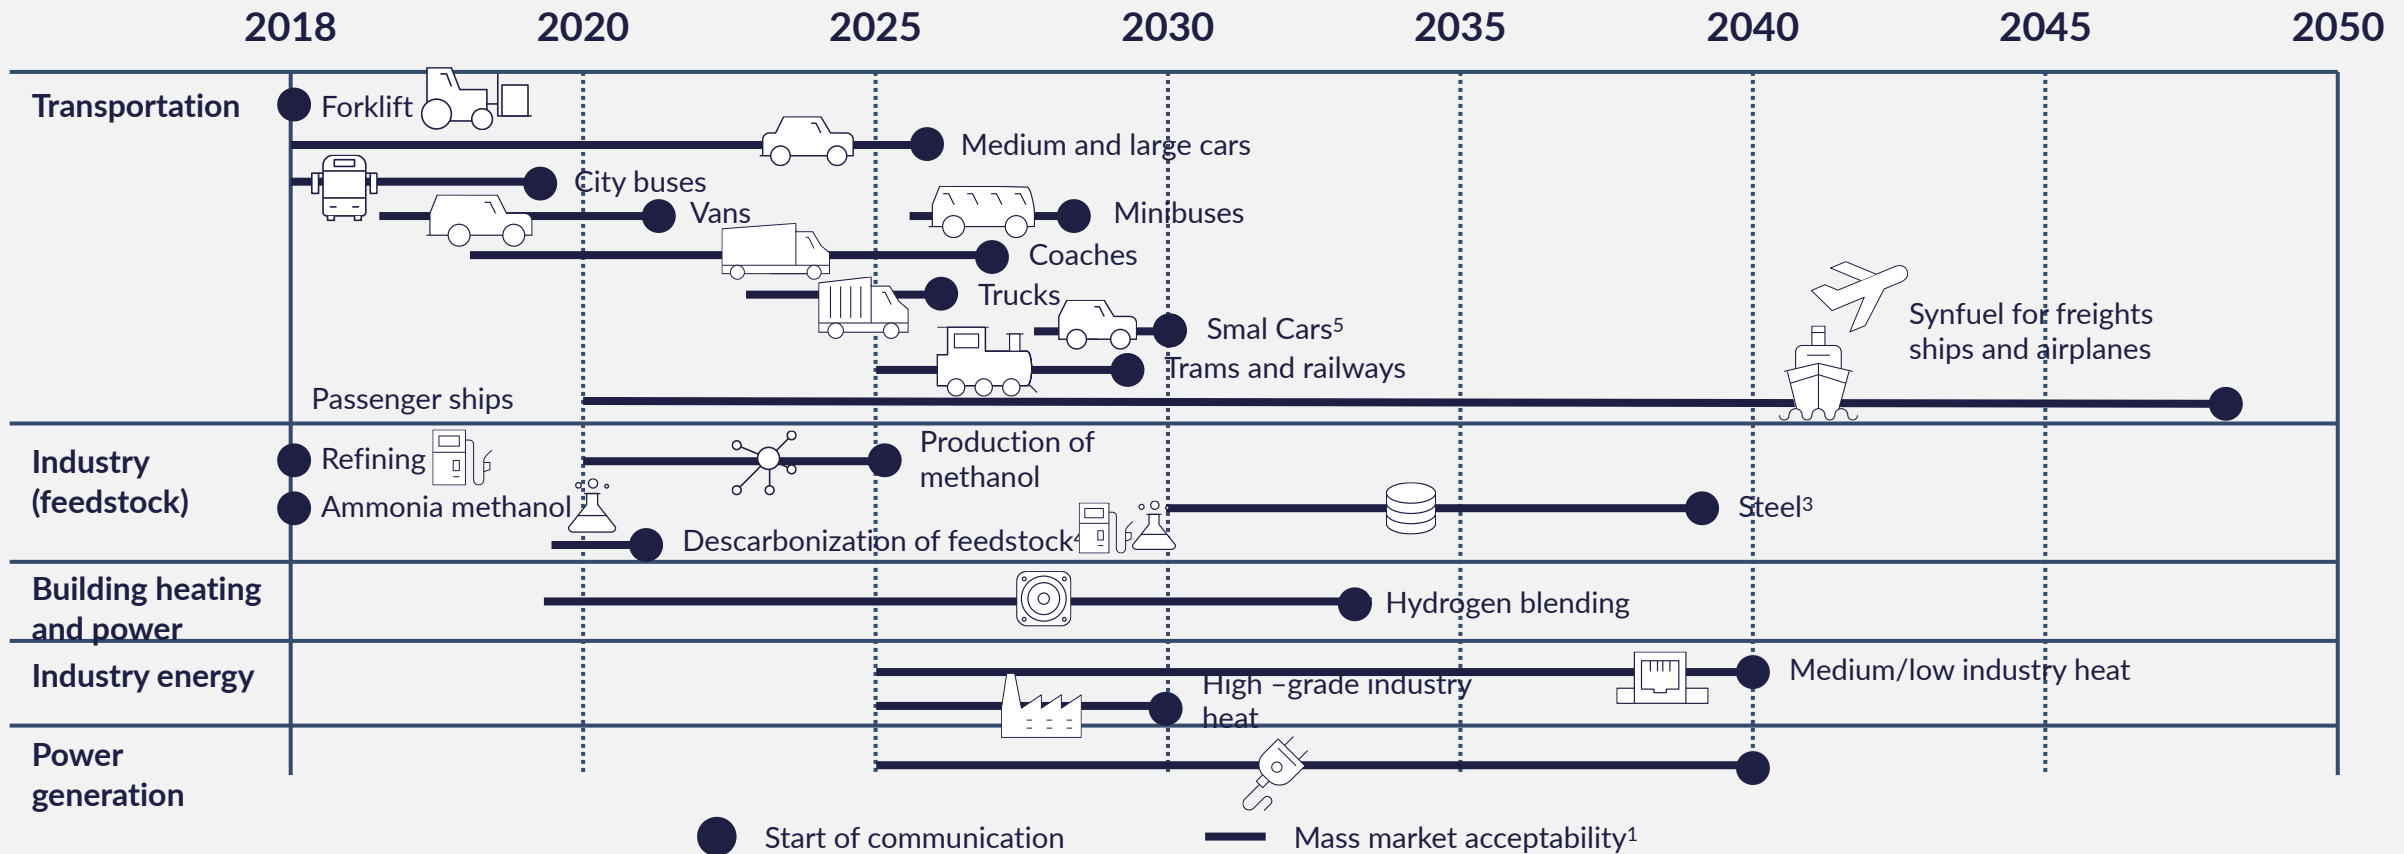 2018 2020 2025 2030 2035 2040 2045 2050
Transportation
Forklift
Medium and large cars
City buses
Vans
Minibuses
Coaches
Trucks
Smal Cars⁵
Synfuel for freights
ships and airplanes
Trams and railways
Passenger ships
Industry
(feedstock)
Refining
Production of
methanol
Ammonia methanol
Steel³
Descarbonization of feedstock⁴
Building heating
and power
Hydrogen blending
Industry energy
Medium/low industry heat
High –grade industry
heat
Power
generation
Start of communication
Mass market acceptability¹